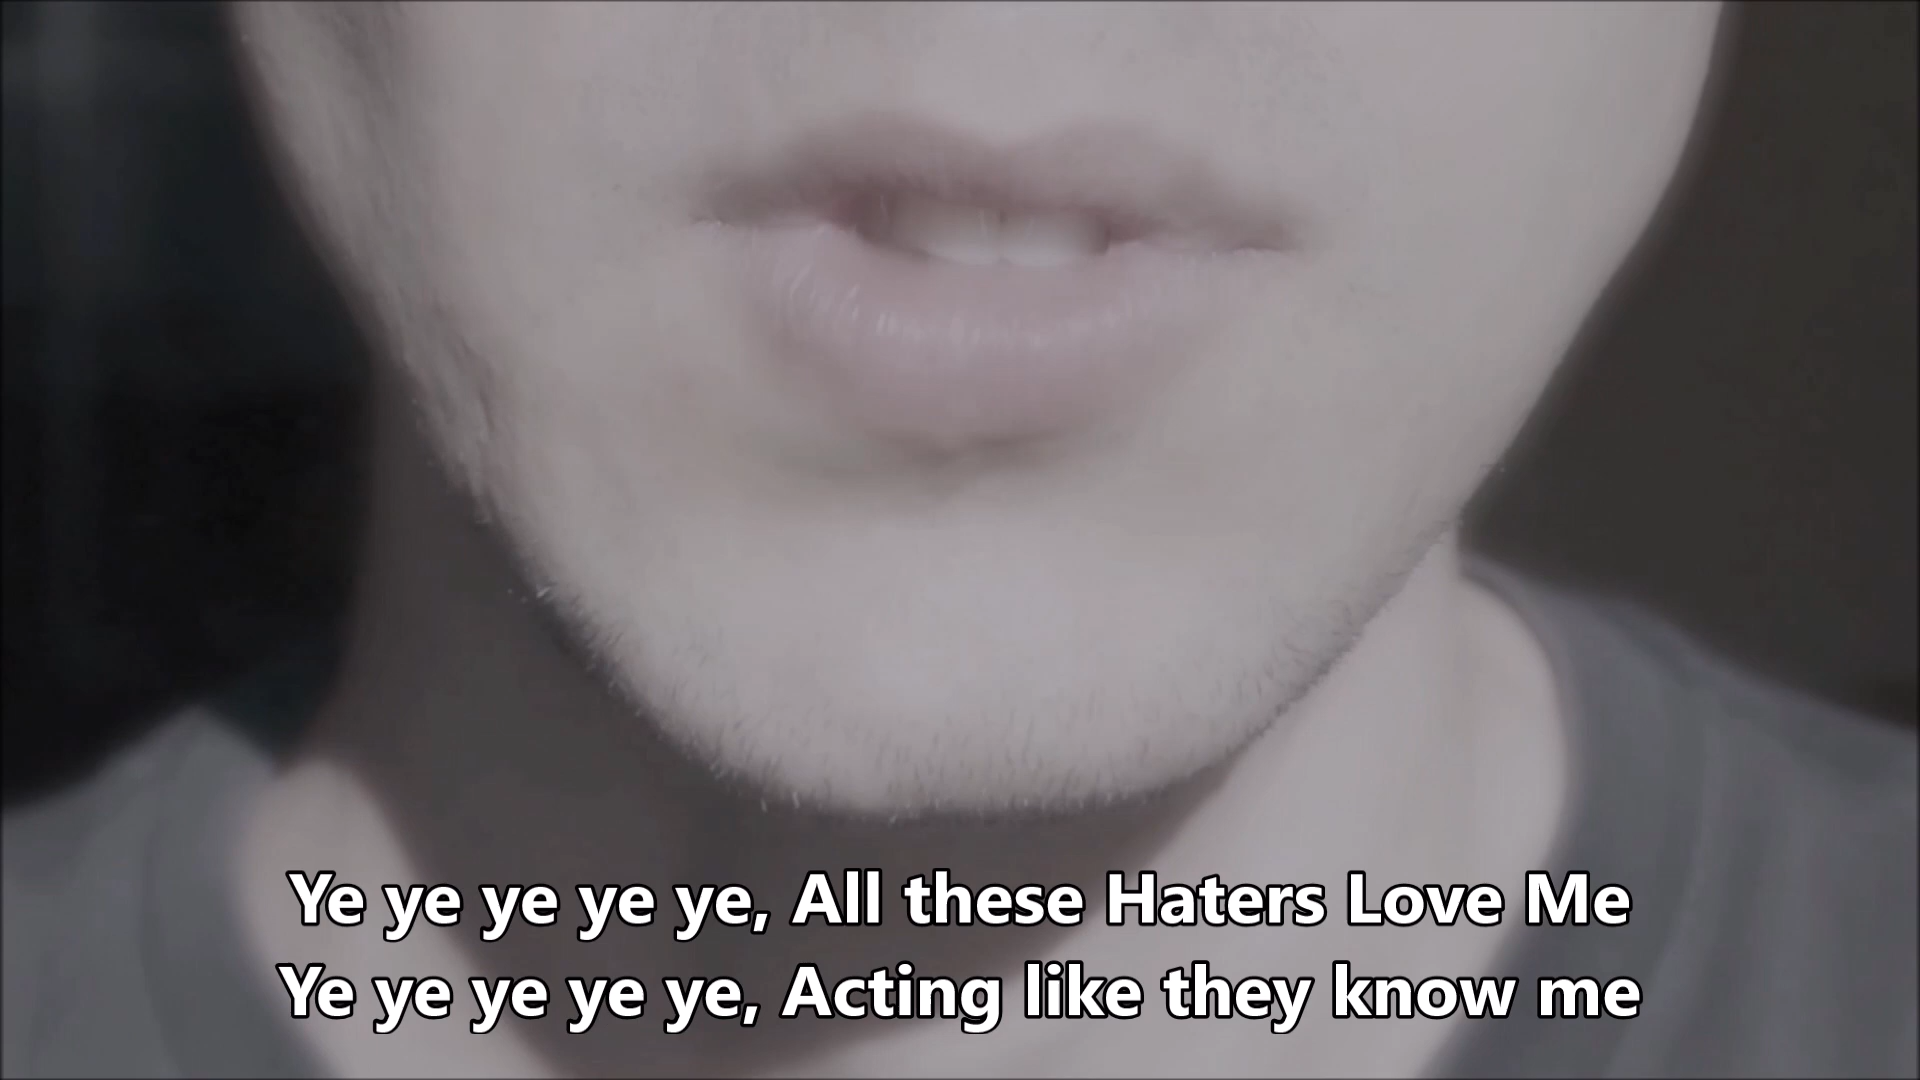 Ye ye ye ye ye, All these Haters Love Me
Ye ye ye ye ye, Acting like they know me